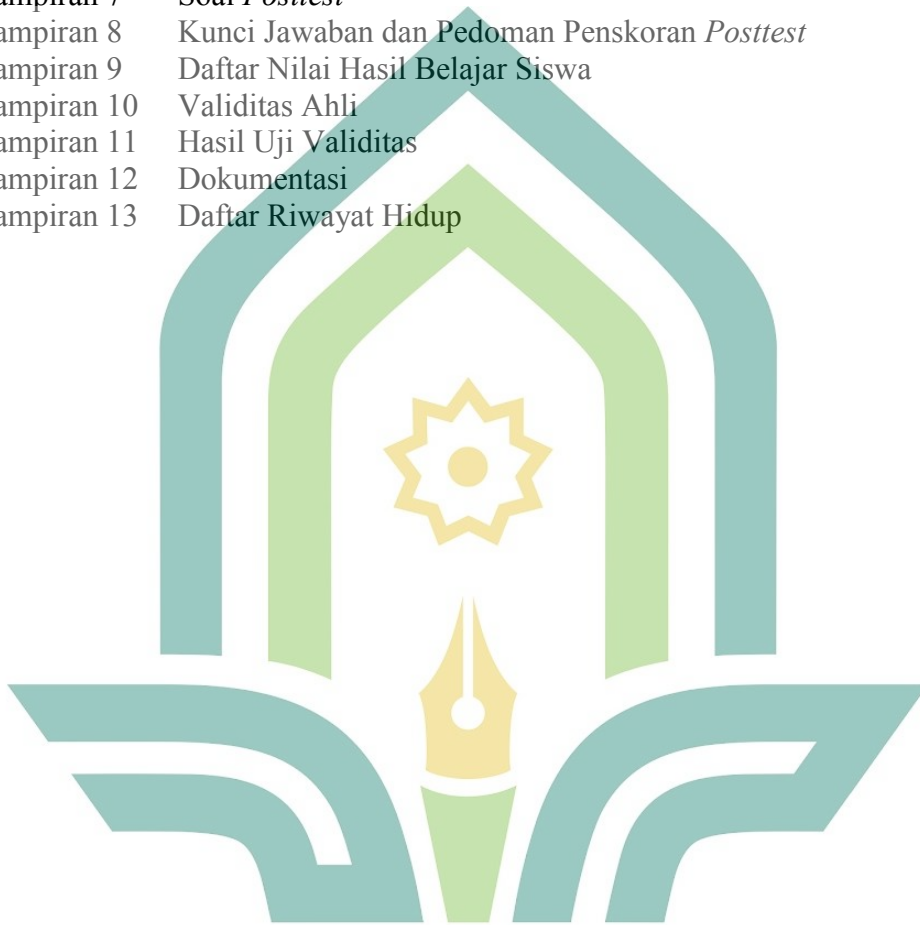 ampiran 7 Soal Posttest
ampiran 8 Kunci Jawaban dan Pedoman Penskoran Posttest
ampiran 9 Daftar Nilai Hasil Belajar Siswa
ampiran 10 Validitas Ahli
ampiran 11 Hasil Uji Validitas
ampiran 12 Dokumentasi
ampiran 13 Daftar Riwayat Hidup